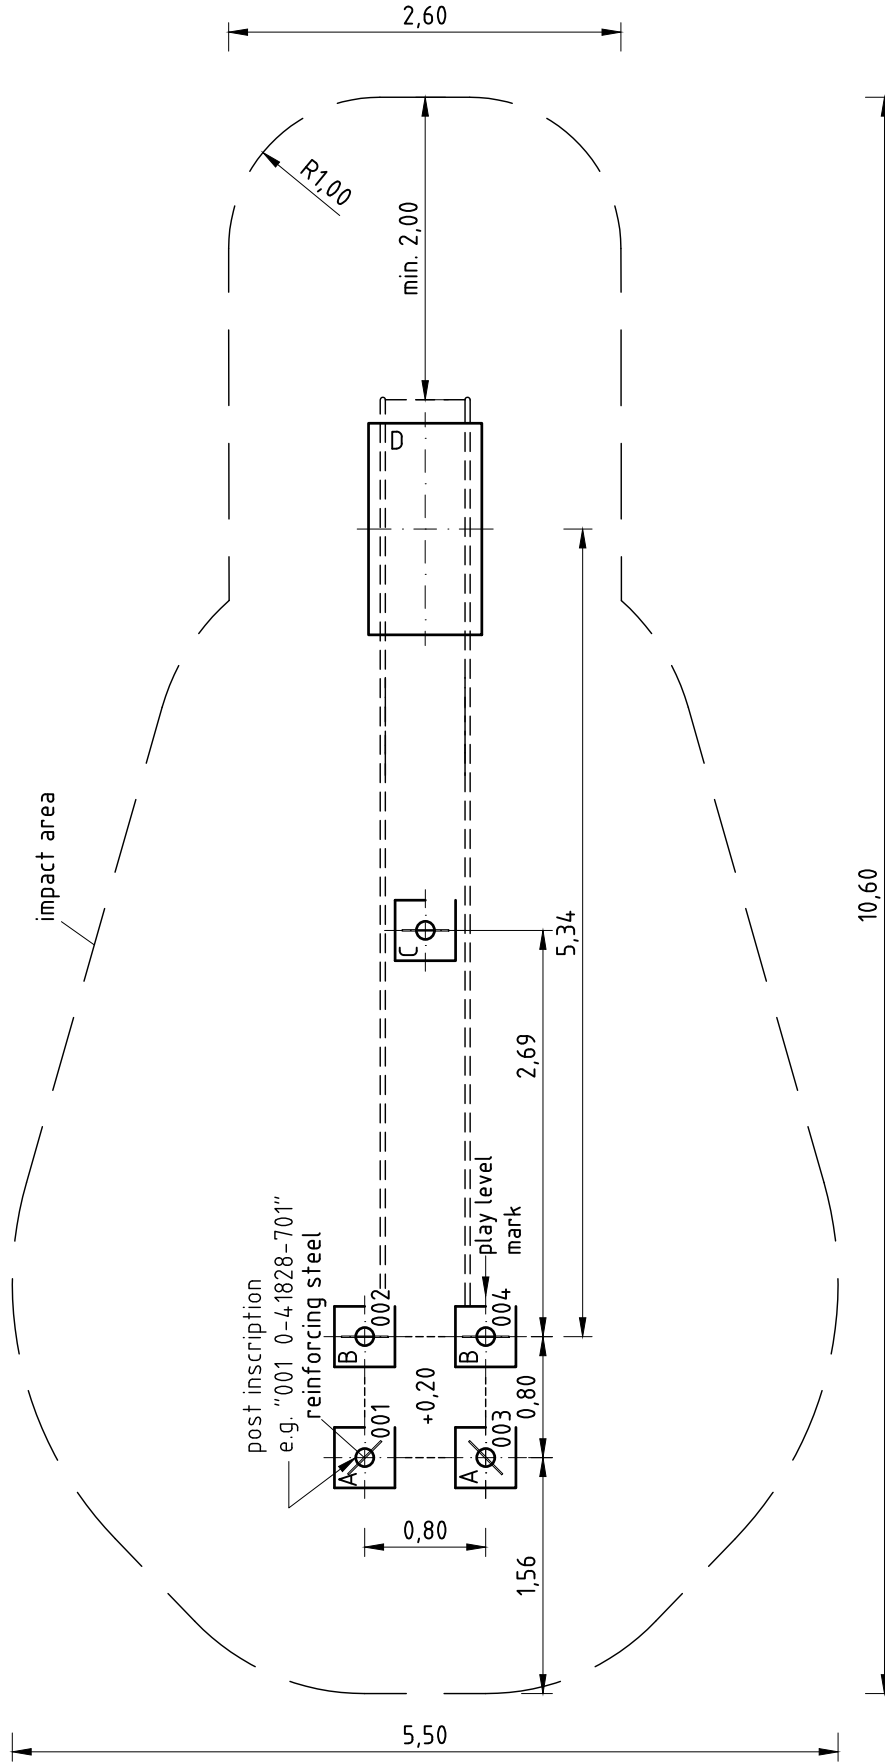 2,60
R1,00
min. 2,00
D
impact area
C
10,60
5,34
2,69
play level
mark
post inscription
e.g. "001 0-41828-701"
reinforcing steel
B
002
B
004
+0,20
0,80
A
001
A
003
0,80
1,56
5,50